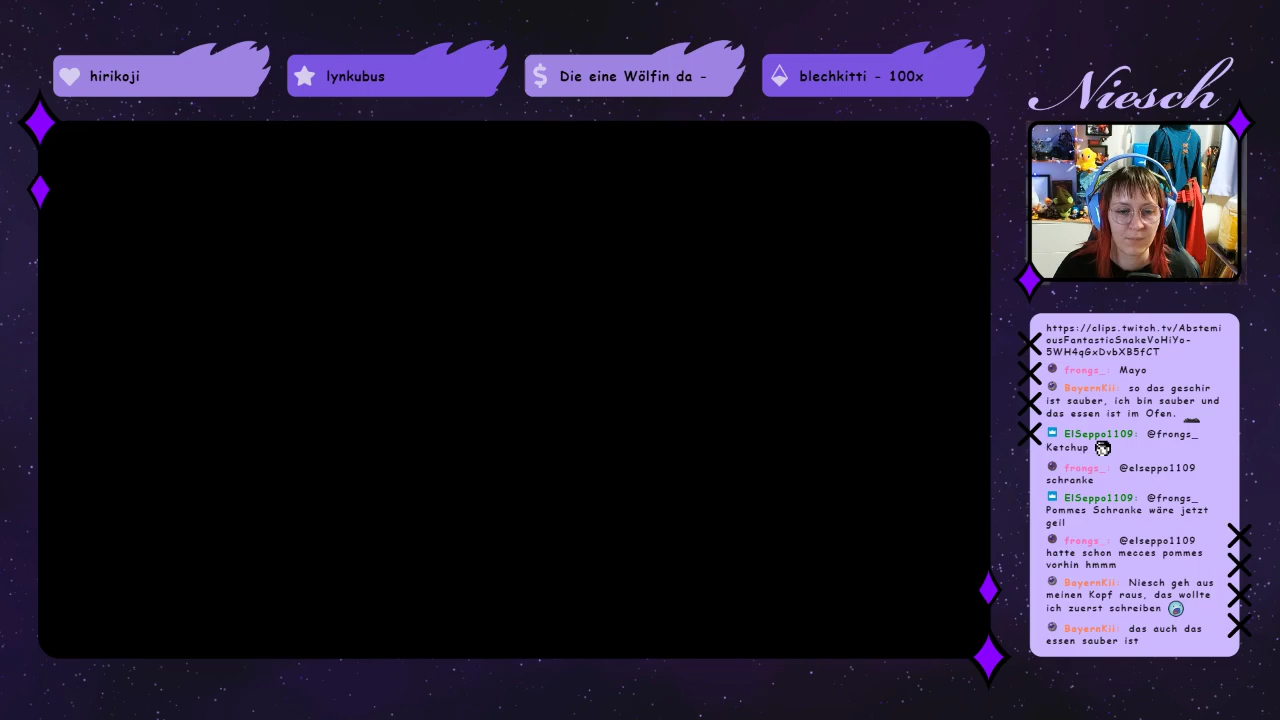 hirikoji
lynkubus
Die eine Wölfin da -
blechkitti - 100x
Niesch
https://clips.twitch.tv/Abstemi
ousFantasticSnakeVoHiYo-
5WH4qGxDvbXB5fCT
frongs_: Mayo
BayernKii: so das geschir
ist sauber, ich bin sauber und
das essen ist im Ofen.
ElSeppo1109: @frongs_
Ketchup
frongs_: @elseppo1109
schranke
ElSeppo1109: @frongs_
Pommes Schranke wäre jetzt
geil
frongs_: @elseppo1109
hatte schon mecces pommes
vorhin hmmm
BayernKii: Niesch geh aus
meinen Kopf raus, das wollte
ich zuerst schreiben
BayernKii: das auch das
essen sauber ist